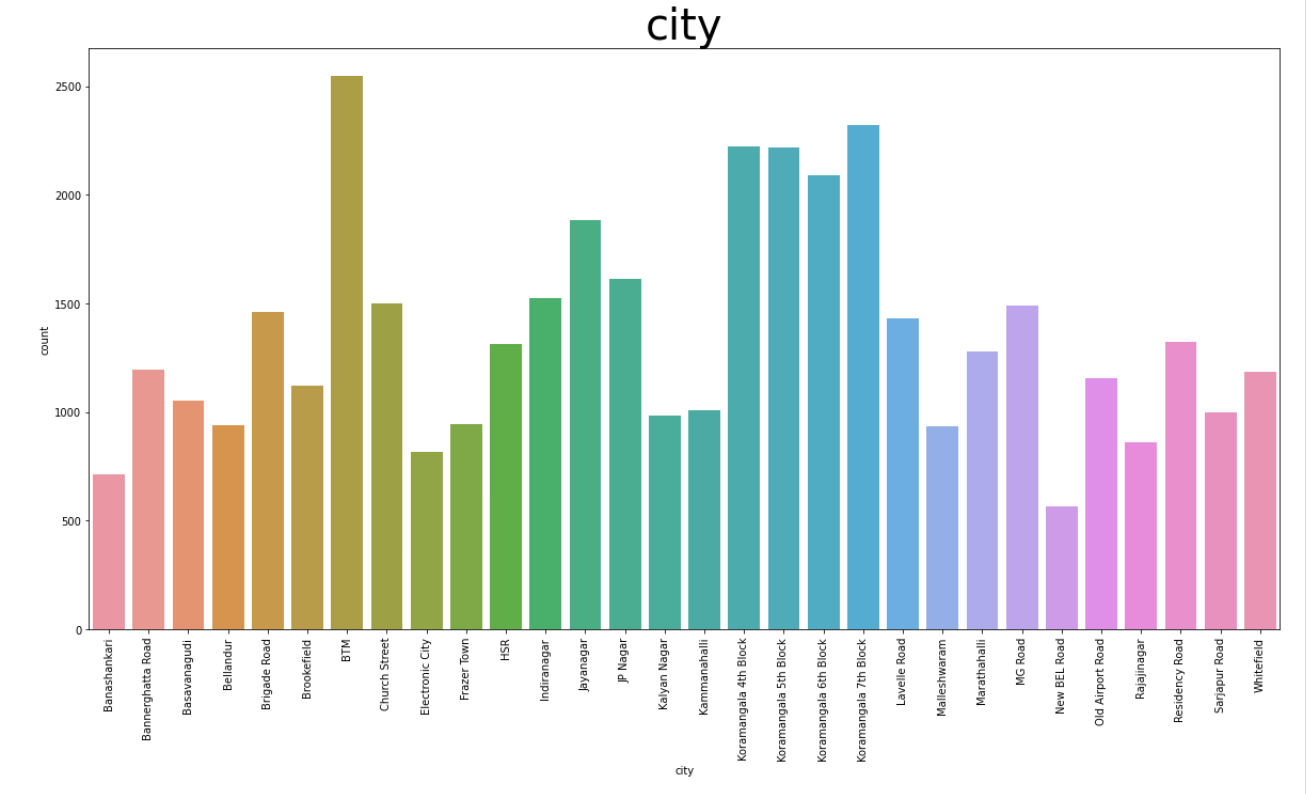 city
2500
2000
1500
1000
500
0
count
Banashankari
Bannerghatta Road
Basavanagudi
Bellandur
Brigade Road
Brookefield
BTM
Church Street
Electronic City
Frazer Town
HSR
Indiranagar
Jayanagar
JP Nagar
Kalyan Nagar
Kammanahalli
Koramangala 4th Block
Koramangala 5th Block
Koramangala 6th Block
Koramangala 7th Block
Lavelle Road
Malleshwaram
Marathahalli
MG Road
New BEL Road
Old Airport Road
Rajajinagar
Residency Road
Sarjapur Road
Whitefield
city